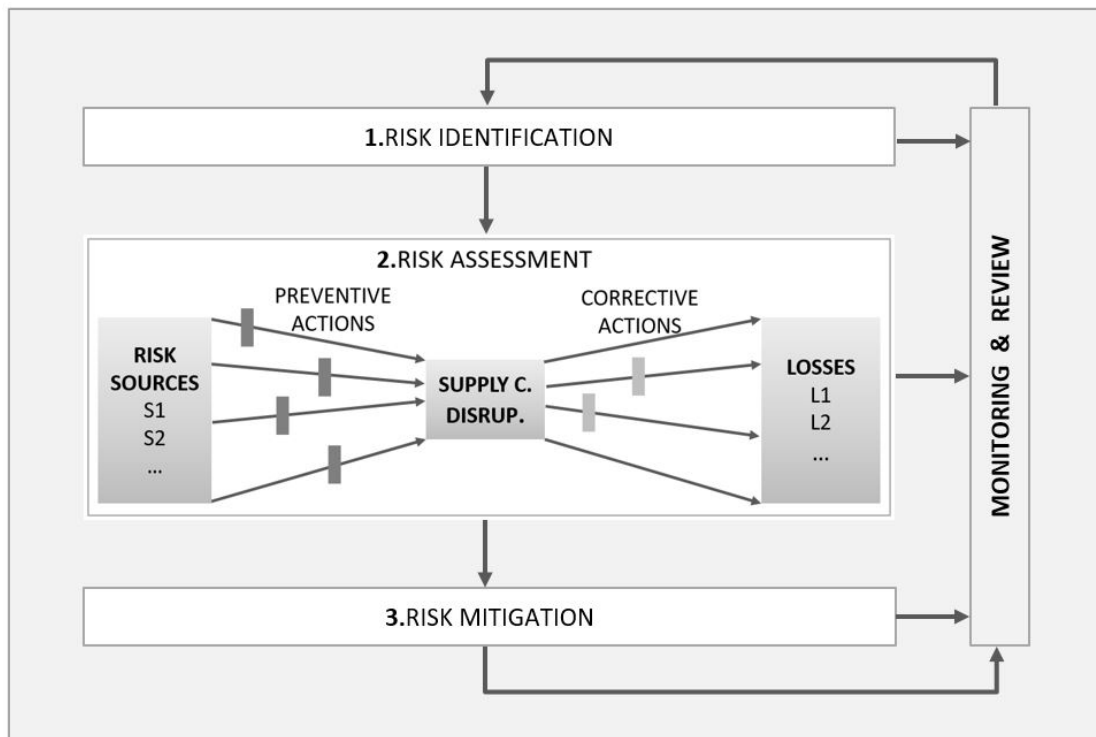 1.RISK IDENTIFICATION
2.RISK ASSESSMENT
PREVENTIVE
ACTIONS
CORRECTIVE
ACTIONS
RISK
SOURCES
S1
S2
...
SUPPLY C.
DISRUP.
LOSSES
L1
L2
...
3.RISK MITIGATION
MONITORING & REVIEW